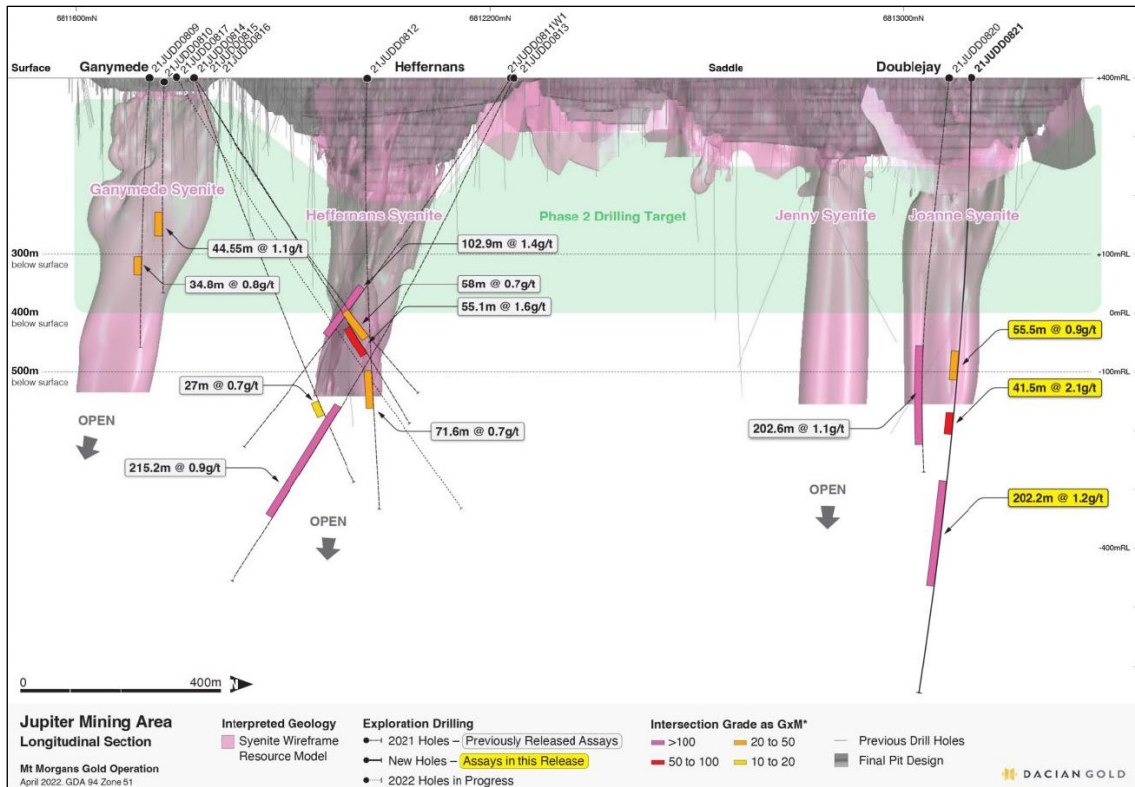 6811600mN
6812200mN
6813000mN
21JUDD0809
21JUDD0810
21JUDD0817
21JUDD0814
21JUDD0815
21JUDD0816
21JUDD0812
21JUDD0811W1
21JUDD0813
21JUDD0820
21JUDD0821
Surface
Ganymede
Heffernans
Saddle
Doublejay
+400mRL
Ganymede Syenite
Heffernans Syenite
Phase 2 Drilling Target
Jenny Syenite
Joanne Syenite
300m
below surface
44.55m @ 1.1g/t
102.9m @ 1.4g/t
+100mRL
34.8m @ 0.8g/t
58m @ 0.7g/t
55.1m @ 1.6g/t
400m
below surface
0mRL
55.5m @ 0.9g/t
500m
below surface
-100mRL
27m @ 0.7g/t
41.5m @ 2.1g/t
OPEN
71.6m @ 0.7g/t
202.6m @ 1.1g/t
215.2m @ 0.9g/t
OPEN
202.2m @ 1.2g/t
OPEN
-400mRL
0
400m
N
Jupiter Mining Area
Longitudinal Section
Mt Morgans Gold Operation
April 2022. GDA 94 Zone 51
Interpreted Geology
Syenite Wireframe
Resource Model
Exploration Drilling
2021 Holes – Previously Released Assays
New Holes – Assays in this Release
2022 Holes in Progress
Intersection Grade as GxM*
>100
20 to 50
50 to 100
10 to 20
Previous Drill Holes
Final Pit Design
DACIAN GOLD